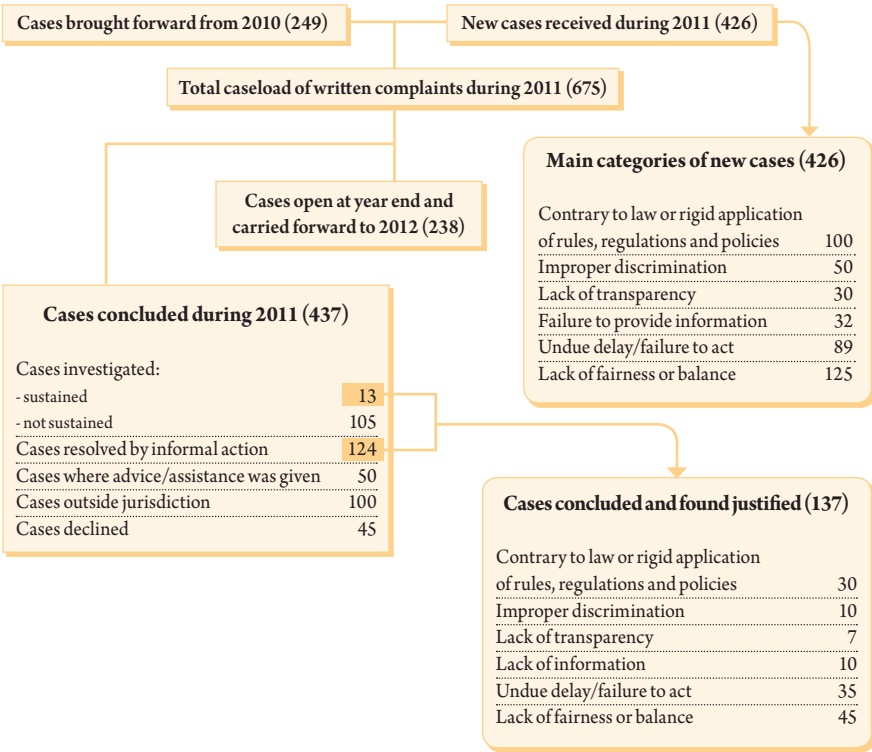 Cases brought forward from 2010 (249)
New cases received during 2011 (426)
Total caseload of written complaints during 2011 (675)
Main categories of new cases (426)
Contrary to law or rigid application
of rules, regulations and policies 100
Improper discrimination 50
Lack of transparency 30
Failure to provide information 32
Undue delay/failure to act 89
Lack of fairness or balance 125
Cases open at year end and
carried forward to 2012 (238)
Cases concluded during 2011 (437)
Cases investigated:
- sustained 13
- not sustained 105
Cases resolved by informal action 124
Cases where advice/assistance was given 50
Cases outside jurisdiction 100
Cases declined 45
Cases concluded and found justified (137)
Contrary to law or rigid application
of rules, regulations and policies 30
Improper discrimination 10
Lack of transparency 7
Lack of information 10
Undue delay/failure to act 35
Lack of fairness or balance 45